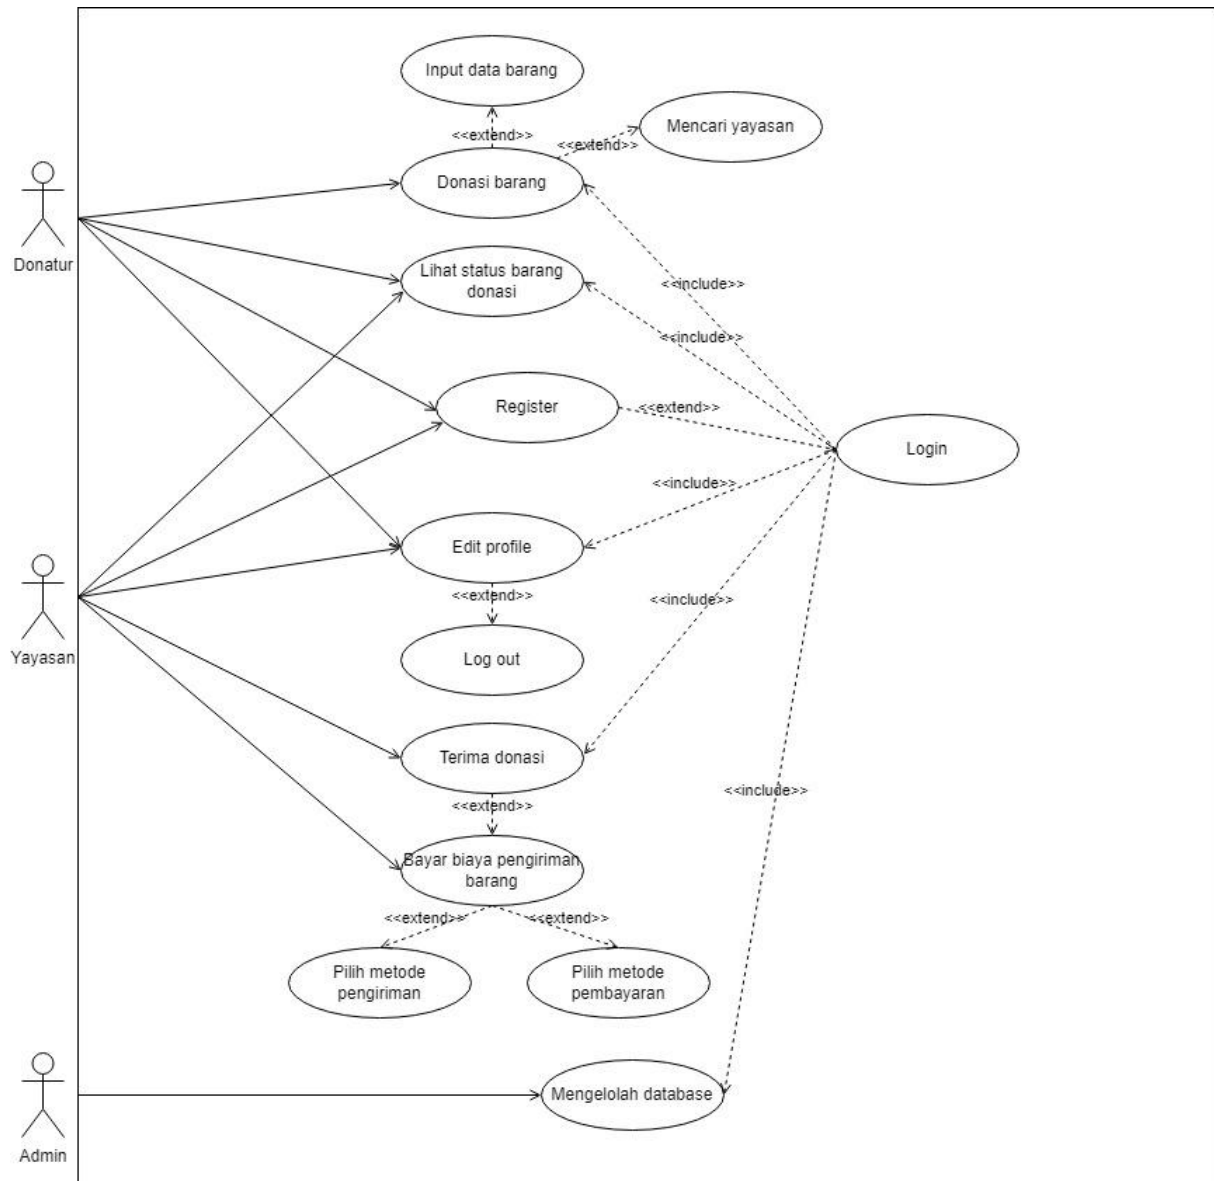 Input data barang
Mencari yayasan
<<extend>>
<<extend>>
Donasi barang
Donatur
Lihat status barang
donasi
<<include>>
<<include>>
Register
<<extend>>
Login
<<include>>
Edit profile
<<extend>>
<<include>>
Yayasan
Log out
Terima donasi
<<include>>
<<extend>>
Bayar biaya pengiriman
barang
<<extend>>
<<extend>>
Pilih metode
pengiriman
Pilih metode
pembayaran
Mengelolah database
Admin